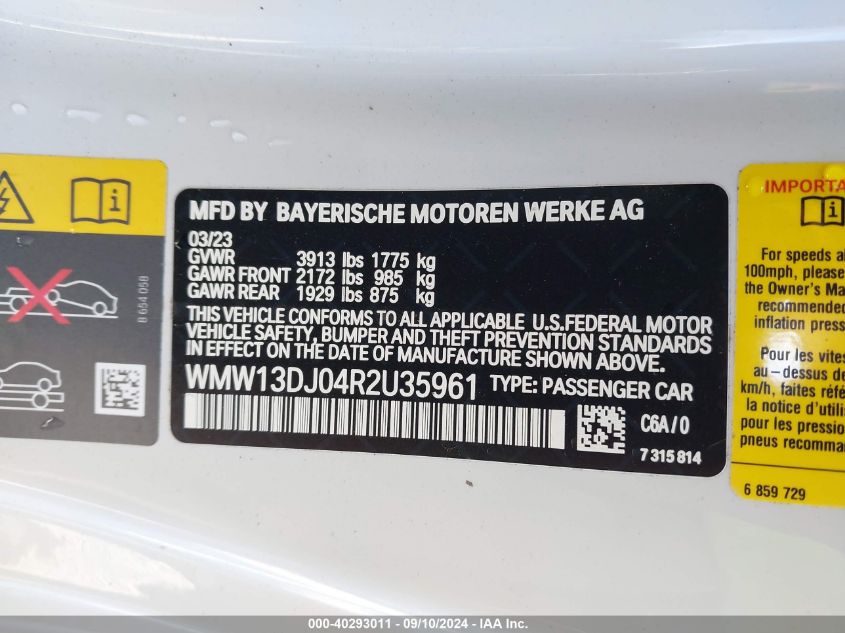 MFD BY BAYERISCHE MOTOREN WERKE AG
03/23
GVWR 3913 lbs 1775 kg
GAWR FRONT 2172 lbs 985 kg
GAWR REAR 1929 lbs 875 kg
THIS VEHICLE CONFORMS TO ALL APPLICABLE U.S.FEDERAL MOTOR
VEHICLE SAFETY, BUMPER AND THEFT PREVENTION STANDARDS
IN EFFECT ON THE DATE OF MANUFACTURE SHOWN ABOVE.
WMW13DJ04R2U35961 TYPE: PASSENGER CAR
C6A/0
7 315 814
8 654 058
IMPORTA
For speeds a
100mph, please
the Owner's Ma
recommended
inflation press
Pour les vites
au-dessus de
km/h), faites réf
la notice d'utili
pour les pression
pneus recomman
6 859 729
000-40293011 - 09/10/2024 - IAA Inc.